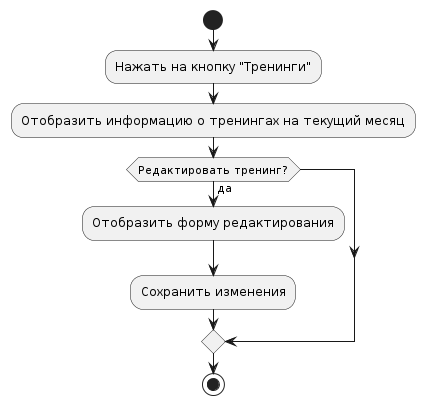 Нажать на кнопку "Тренинги"
Отобразить информацию о тренингах на текущий месяц
Редактировать тренинг?
да
Отобразить форму редактирования
Сохранить изменения